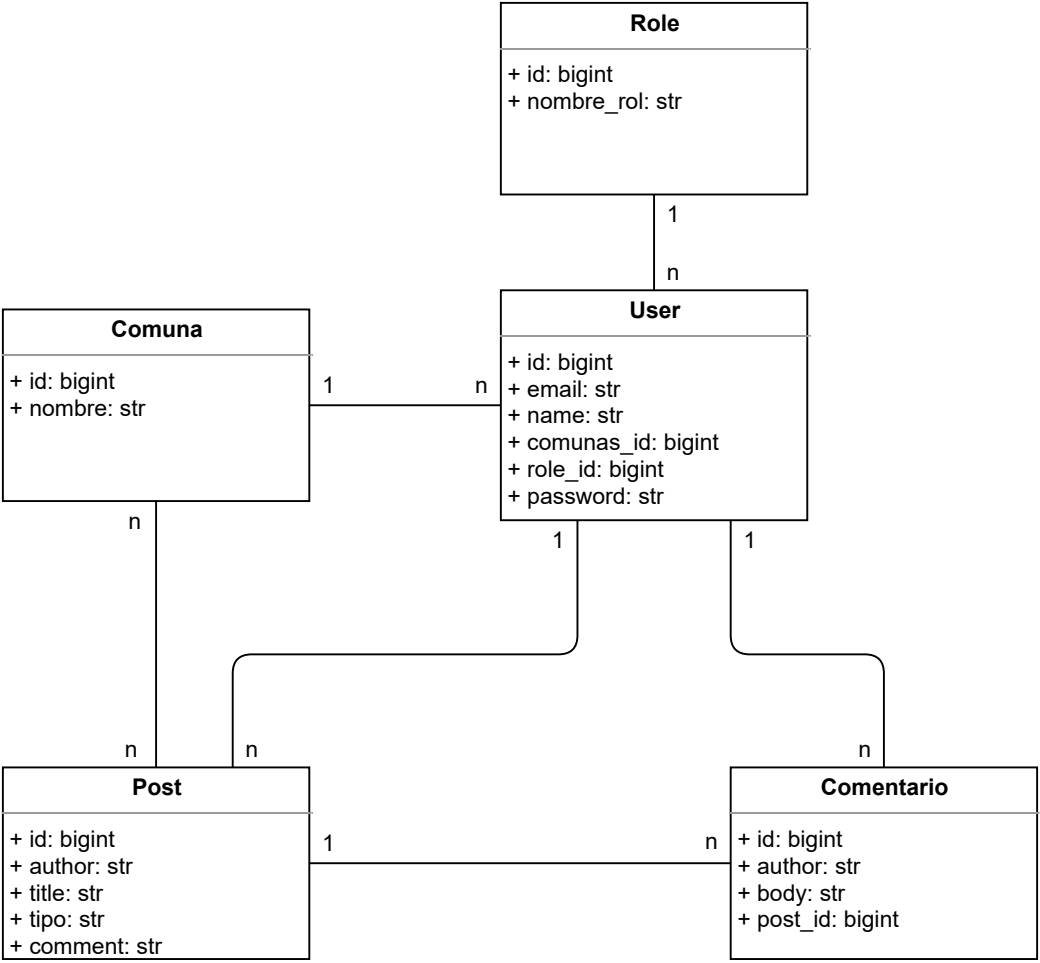 Role
+ id: bigint
+ nombre_rol: str
1
n
User
+ id: bigint
+ email: str
+ name: str
+ comunas_id: bigint
+ role_id: bigint
+ password: str
Comuna
+ id: bigint
+ nombre: str
1
n
n
1
1
n
n
n
Post
+ id: bigint
+ author: str
+ title: str
+ tipo: str
+ comment: str
1
n
Comentario
+ id: bigint
+ author: str
+ body: str
+ post_id: bigint